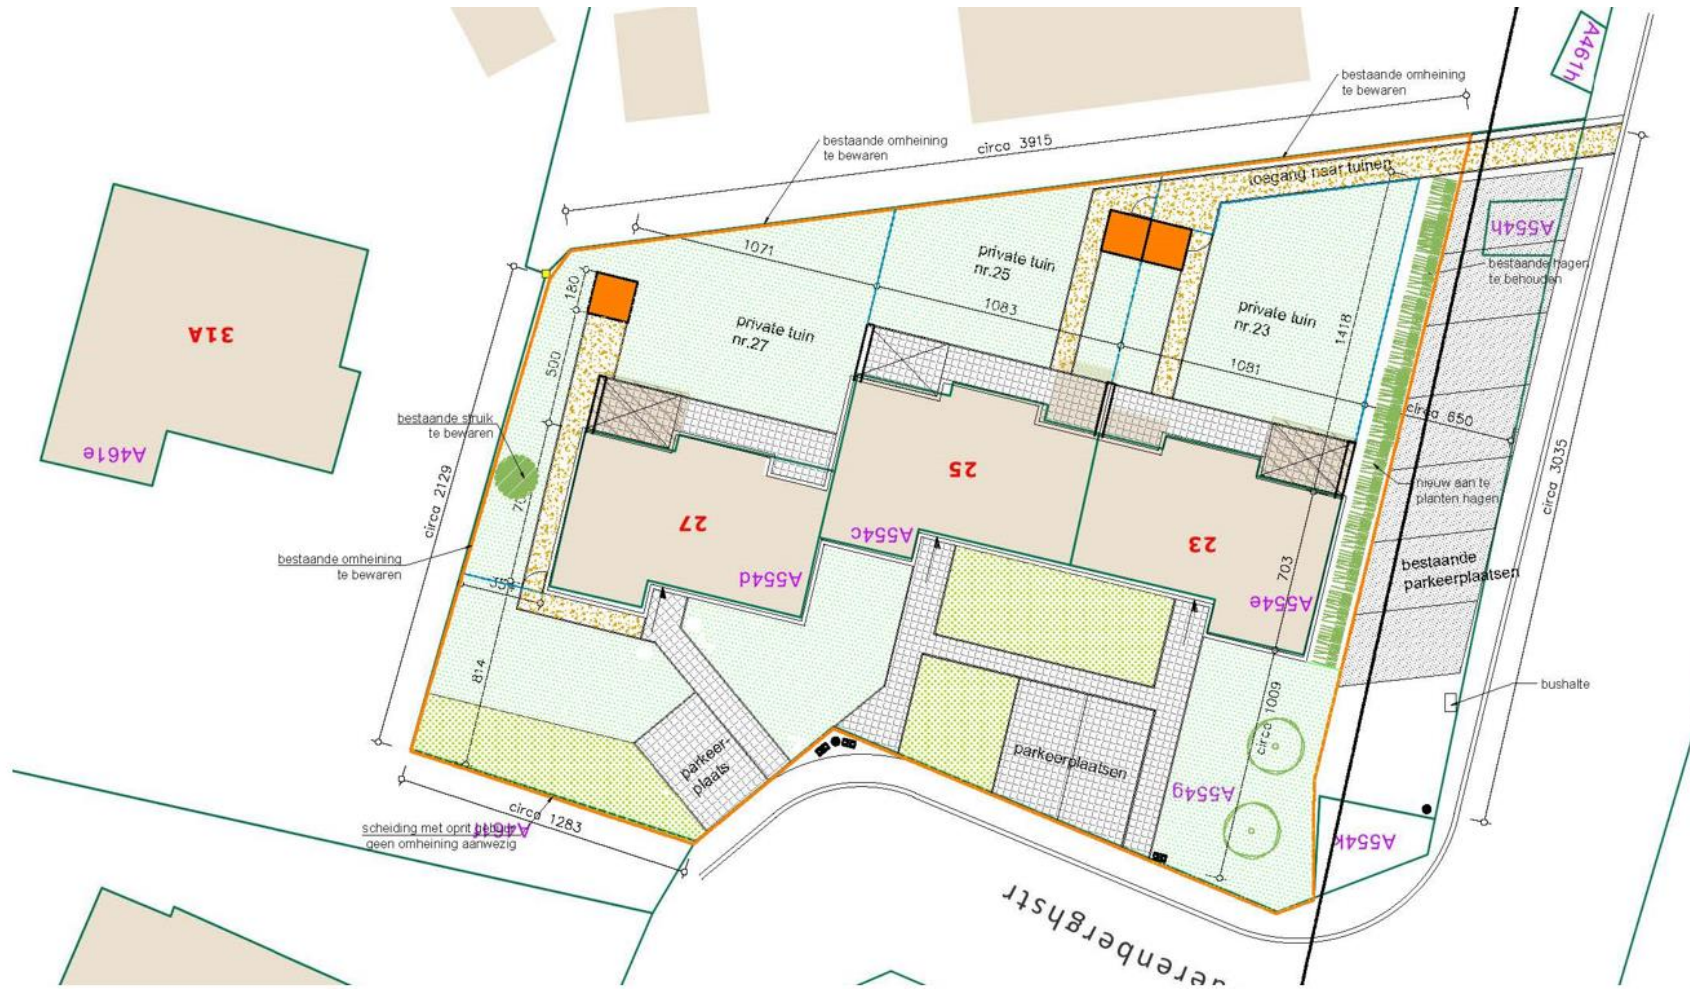 A461h
bestaande omheining
te bewaren
bestaande omheining
te bewaren
circa 3915
toegang naar tuinen
A554h
31A
A461e
1071
180
private tuin
nr.25
bestaande hagen
te behouden
1083
private tuin
nr.23
1418
private tuin
nr.27
500
1081
circa 650
bestaande struik
te bewaren
circa 2129
circa 3035
nieuw aan te
planten hagen
25
27
23
A554c
A554d
A554e
703
bestaande
parkeerplaatsen
bestaande omheining
te bewaren
354
814
bushalte
circa 1009
parkeer-
plaats
parkeerplaatsen
A554g
circa 1283
scheiding met oprit
geen omheining aanwezig
A461f
A554k
derenberghstr